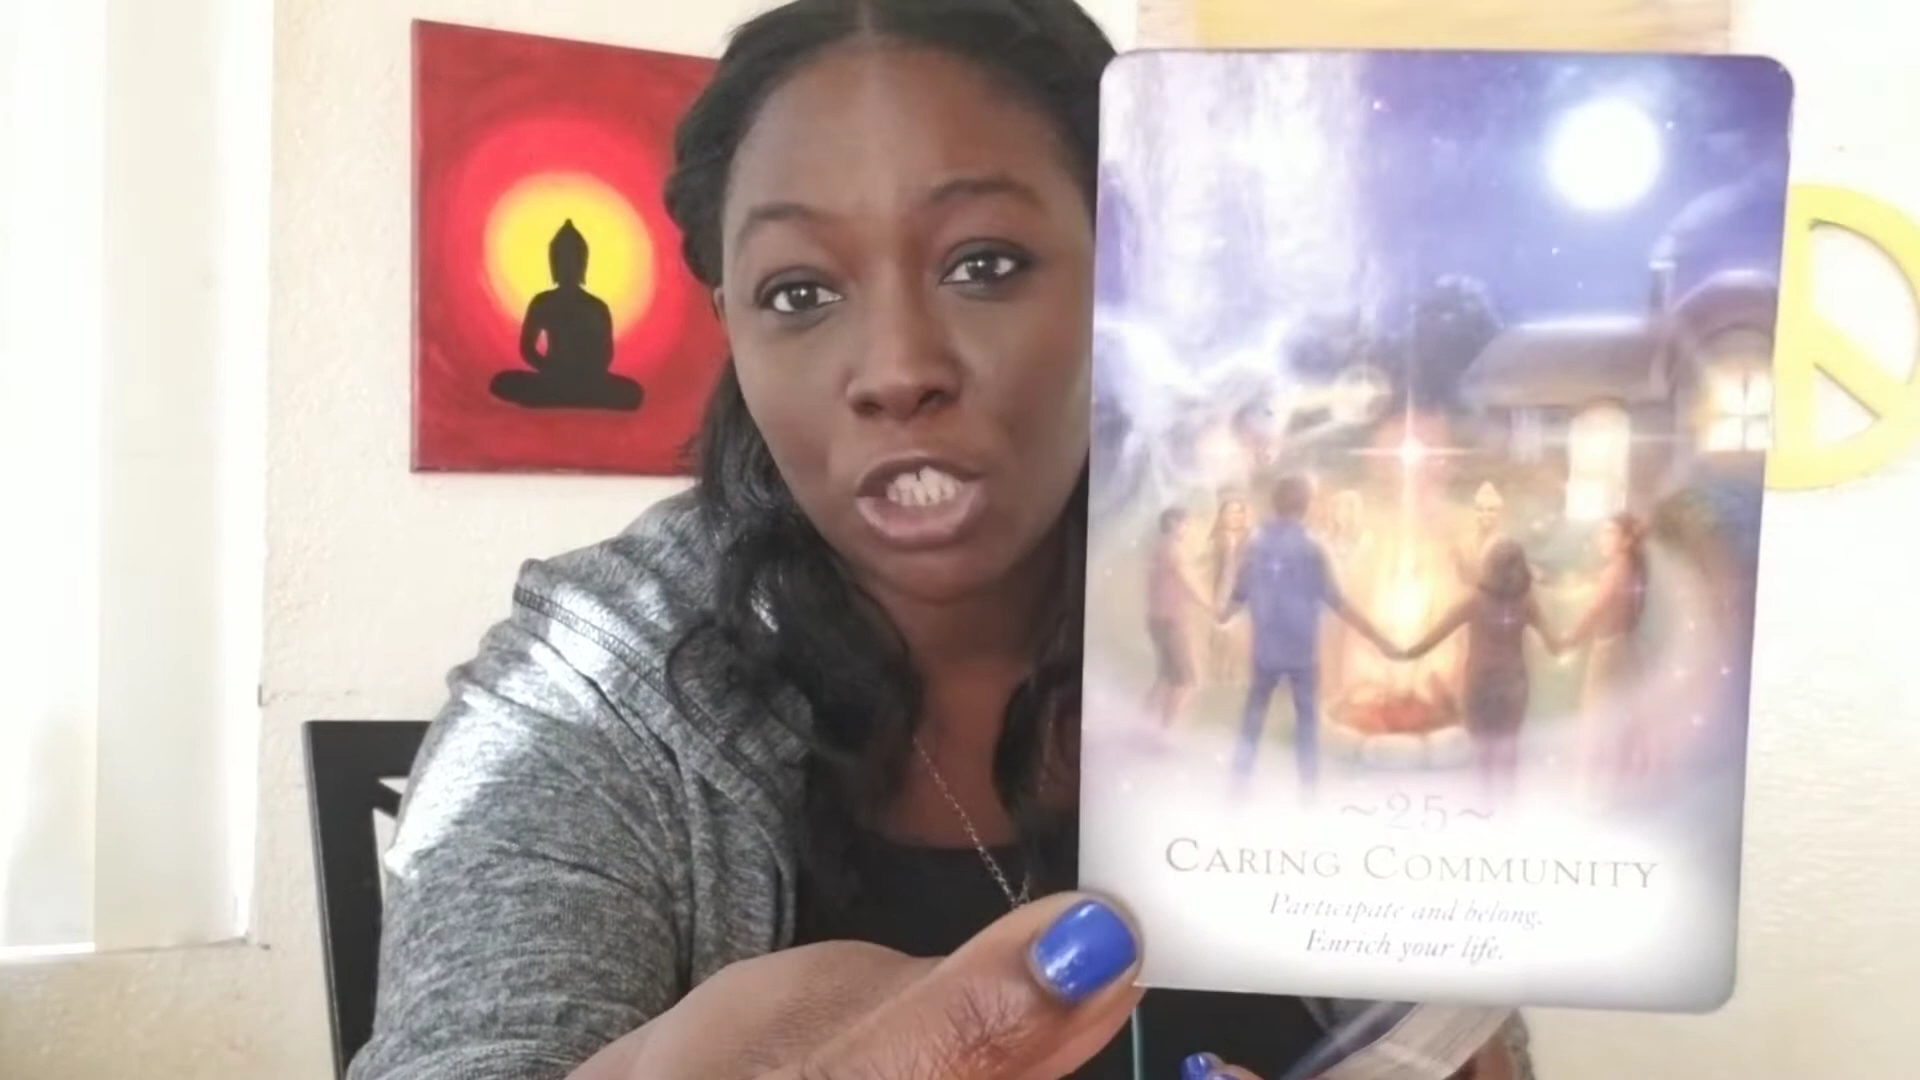 ~25~
CARING COMMUNITY
Participate and belong.
Enrich your life.